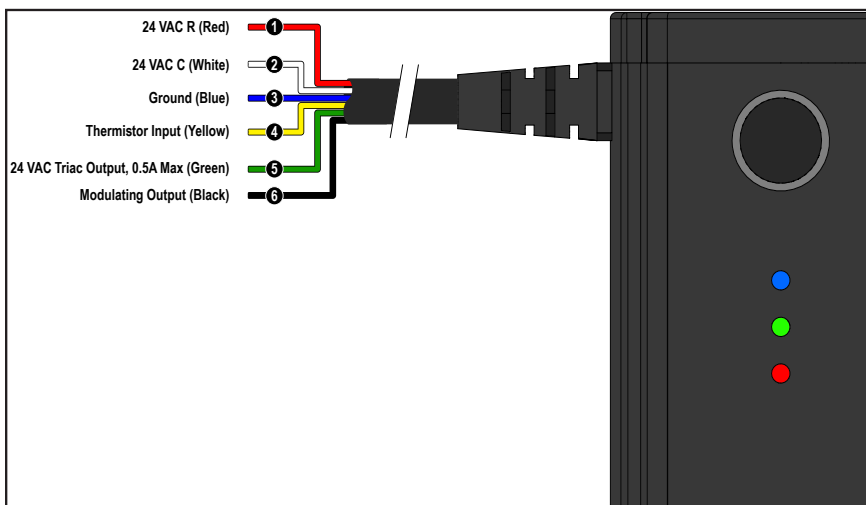 24 VAC R (Red) 1
24 VAC C (White) 2
Ground (Blue) 3
Thermistor Input (Yellow) 4
24 VAC Triac Output, 0.5A Max (Green) 5
Modulating Output (Black) 6